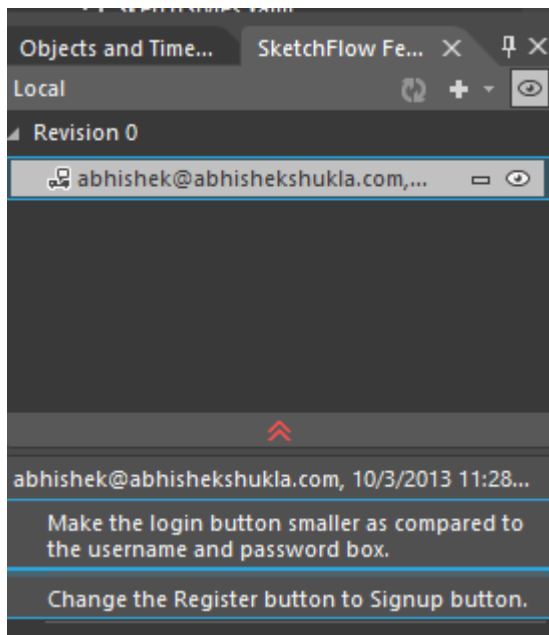 Objects and Time... SketchFlow Fe...
Local
Revision 0
abhishek@abhishekshukla.com,...
abhishek@abhishekshukla.com, 10/3/2013 11:28...
Make the login button smaller as compared to
the username and password box.
Change the Register button to Signup button.